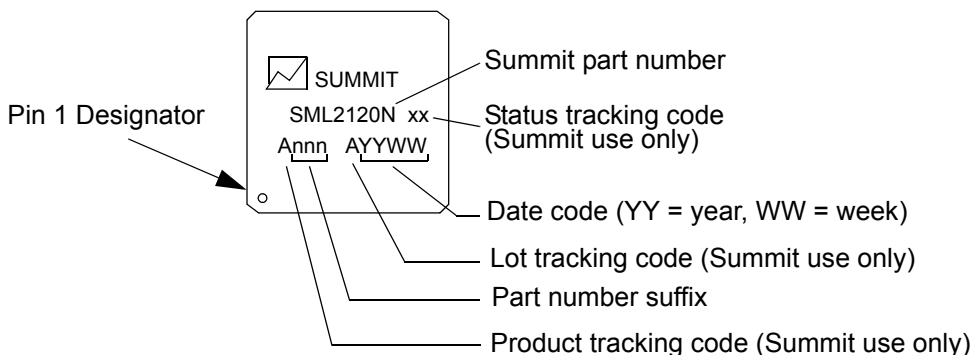 SUMMIT
SML2120N xx
Annn AYYWW
Pin 1 Designator
Summit part number
Status tracking code
(Summit use only)
Date code (YY = year, WW = week)
Lot tracking code (Summit use only)
Part number suffix
Product tracking code (Summit use only)